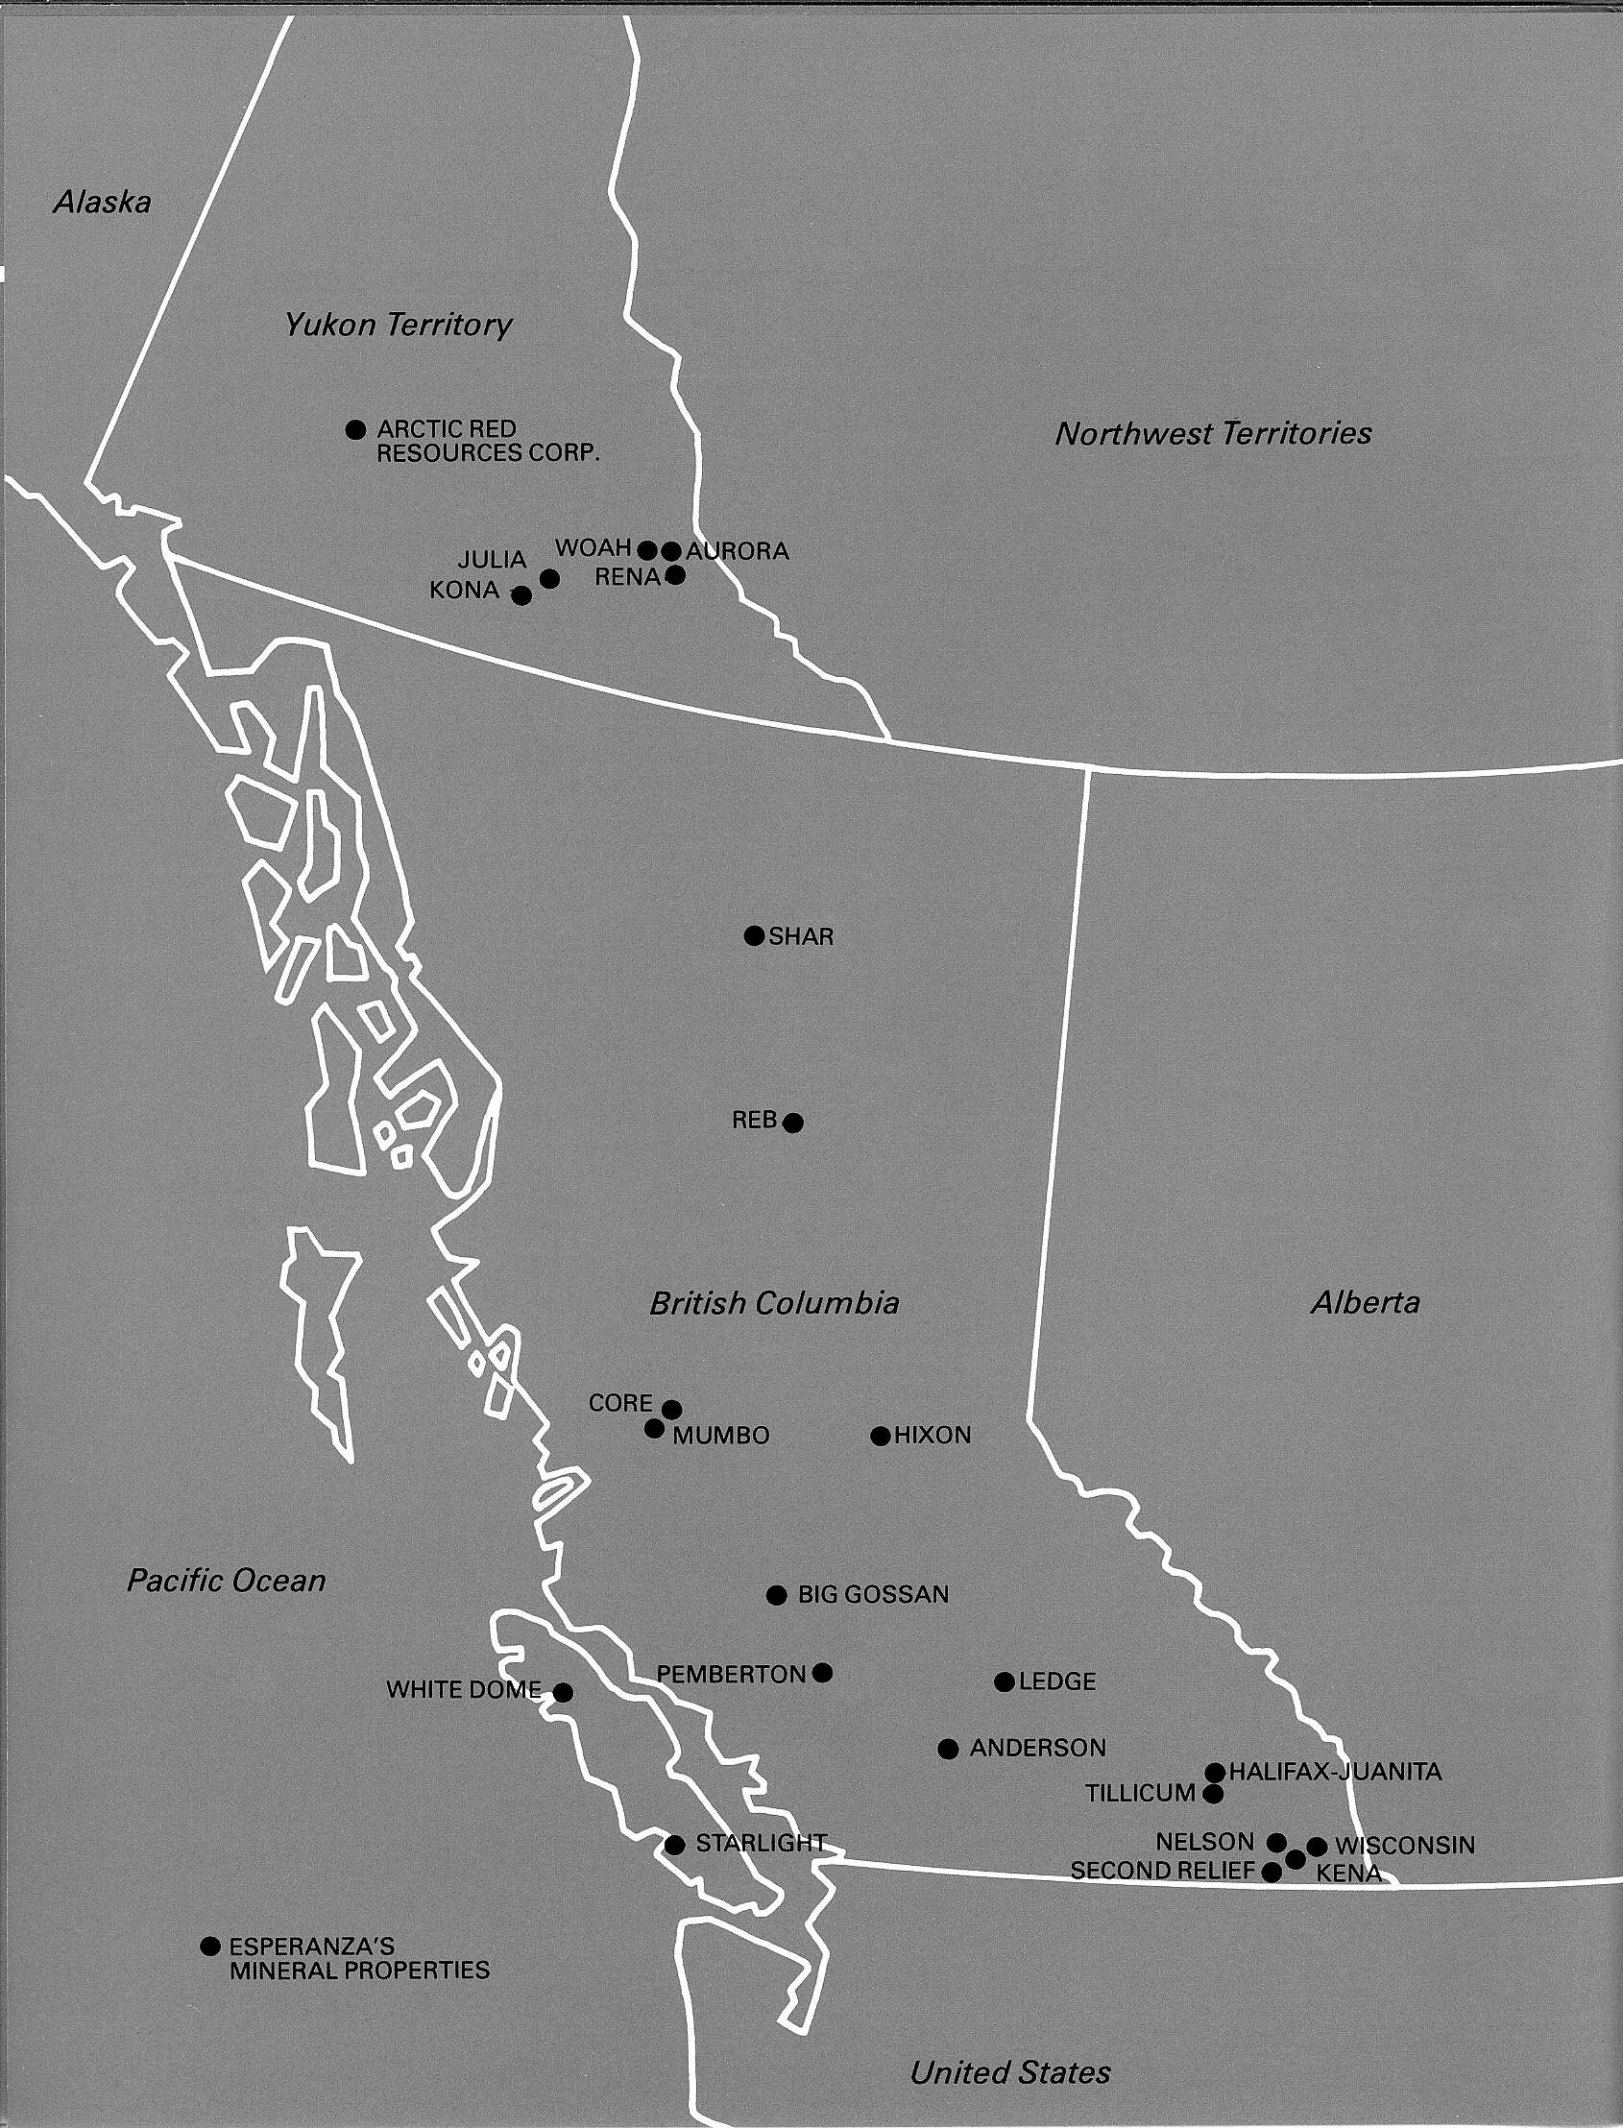 Alaska
Yukon Territory
ARCTIC RED
RESOURCES CORP.
Northwest Territories
WOAH
AURORA
JULIA
RENA
KONA
SHAR
REB
British Columbia
Alberta
CORE
MUMBO
HIXON
Pacific Ocean
BIG GOSSAN
PEMBERTON
LEDGE
WHITE DOME
ANDERSON
HALIFAX-JUANITA
TILLICUM
STARLIGHT
NELSON
WISCONSIN
SECOND RELIEF
KENA
ESPERANZA'S
MINERAL PROPERTIES
United States